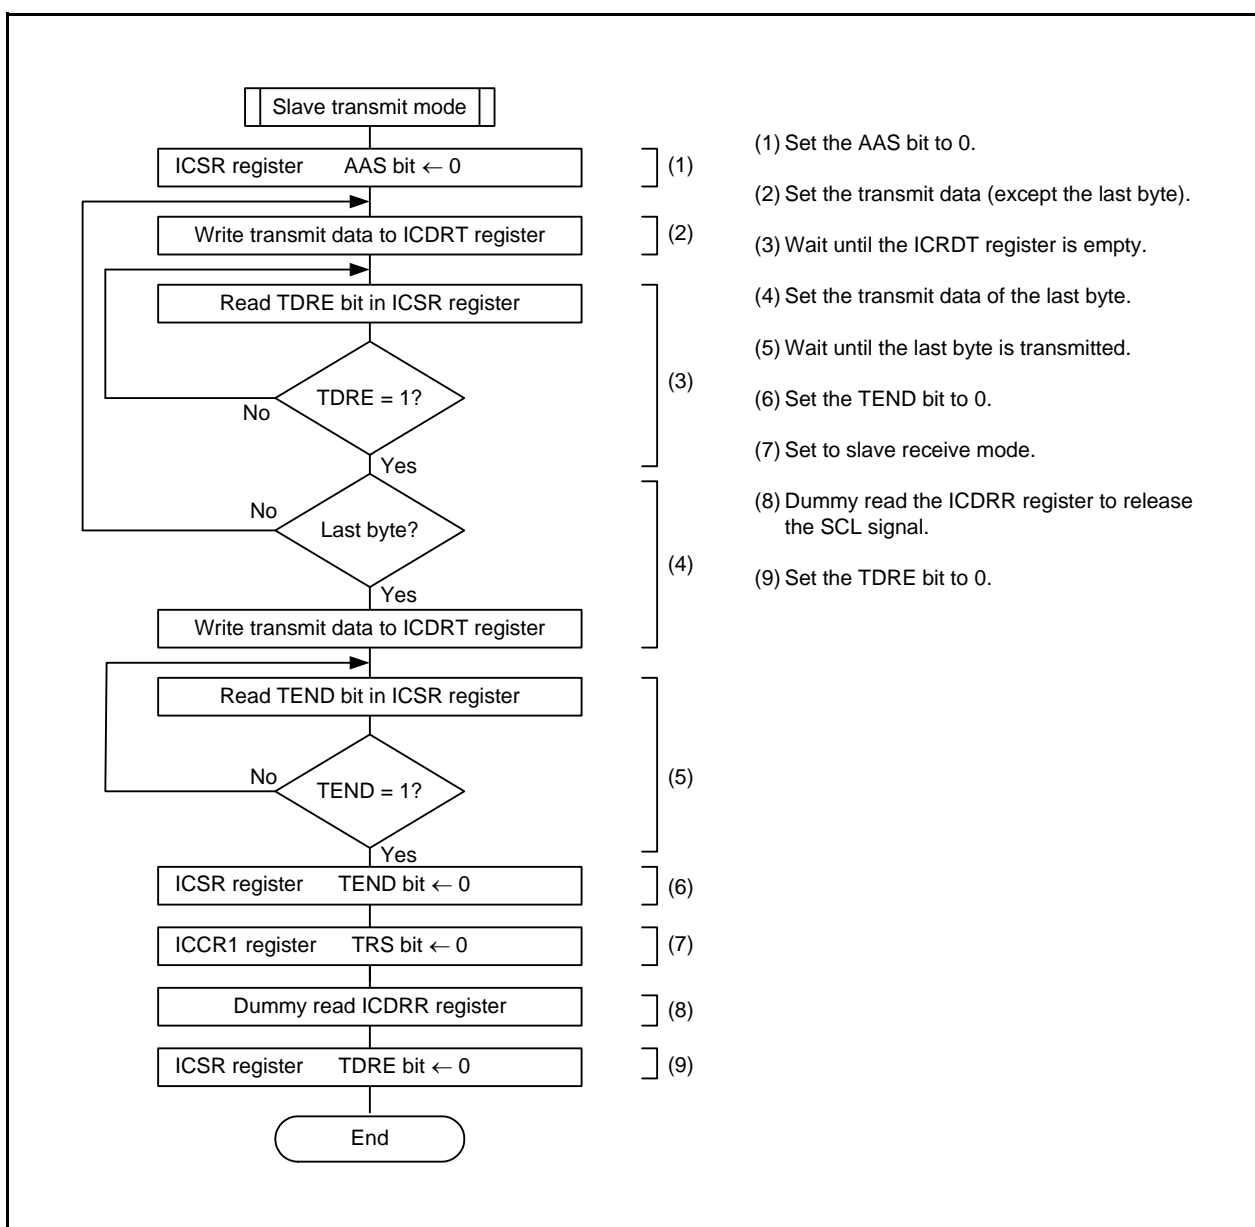 Slave transmit mode
ICSR register AAS bit ← 0
(1)
Write transmit data to ICDRT register
(2)
Read TDRE bit in ICSR register
TDRE = 1?
No
Yes
(3)
No
Last byte?
Yes
(4)
Write transmit data to ICDRT register
Read TEND bit in ICSR register
No
TEND = 1?
Yes
(5)
ICSR register TEND bit ← 0
(6)
ICCR1 register TRS bit ← 0
(7)
Dummy read ICDRR register
(8)
ICSR register TDRE bit ← 0
(9)
End
(1) Set the AAS bit to 0.
(2) Set the transmit data (except the last byte).
(3) Wait until the ICRDT register is empty.
(4) Set the transmit data of the last byte.
(5) Wait until the last byte is transmitted.
(6) Set the TEND bit to 0.
(7) Set to slave receive mode.
(8) Dummy read the ICDRR register to release
the SCL signal.
(9) Set the TDRE bit to 0.